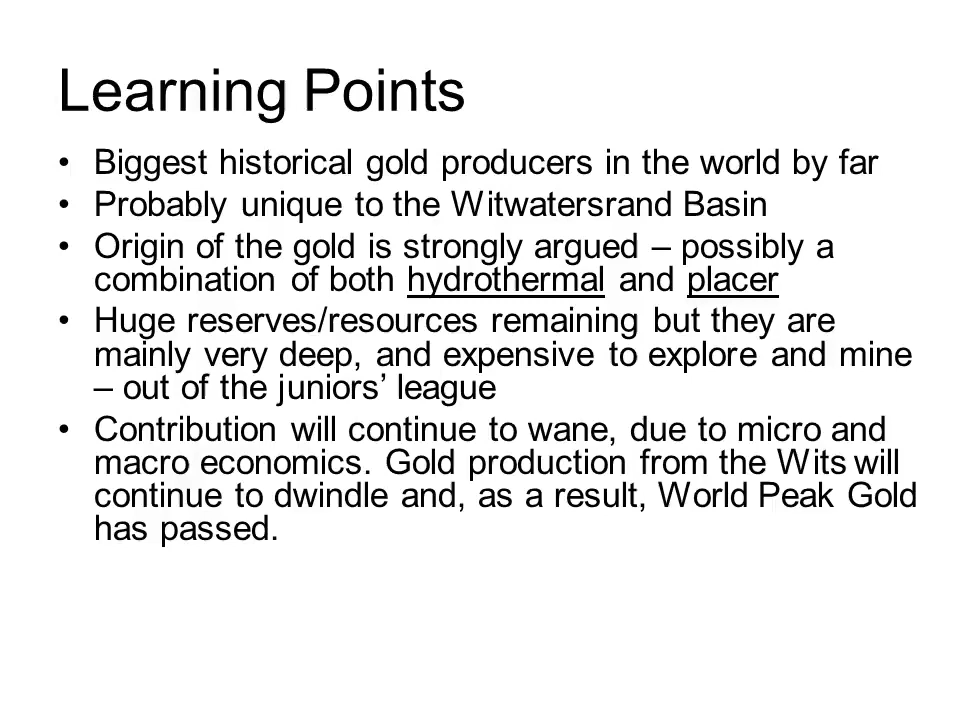 Learning Points
• Biggest historical gold producers in the world by far
• Probably unique to the Witwatersrand Basin
• Origin of the gold is strongly argued – possibly a
combination of both hydrothermal and placer
• Huge reserves/resources remaining but they are
mainly very deep, and expensive to explore and mine
– out of the juniors’ league
• Contribution will continue to wane, due to micro and
macro economics. Gold production from the Wits will
continue to dwindle and, as a result, World Peak Gold
has passed.